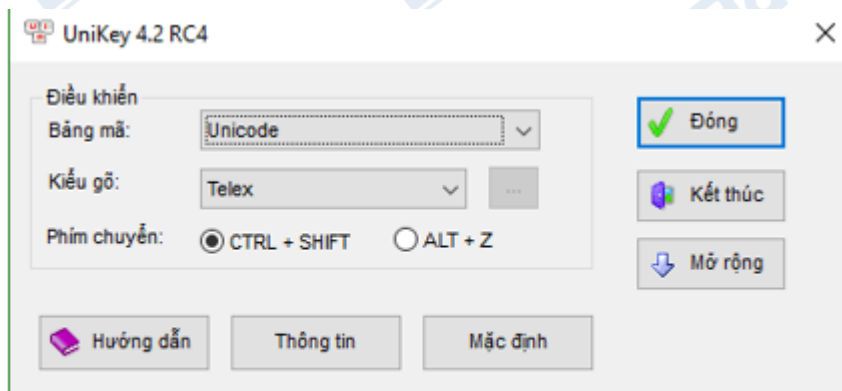 UniKey 4.2 RC4
Điều khiển
Bảng mã: Unicode
Đóng
Kiểu gõ: Telex ...
Kết thúc
Phím chuyển: CTRL + SHIFT ALT + Z
Mở rộng
Hướng dẫn Thông tin Mặc định